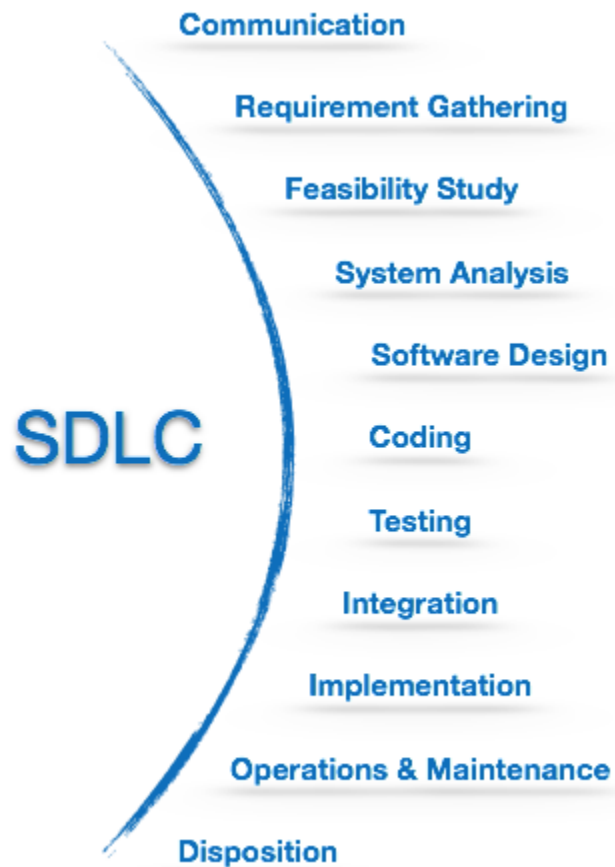 Communication
Requirement Gathering
Feasibility Study
System Analysis
Software Design
SDLC
Coding
Testing
Integration
Implementation
Operations & Maintenance
Disposition